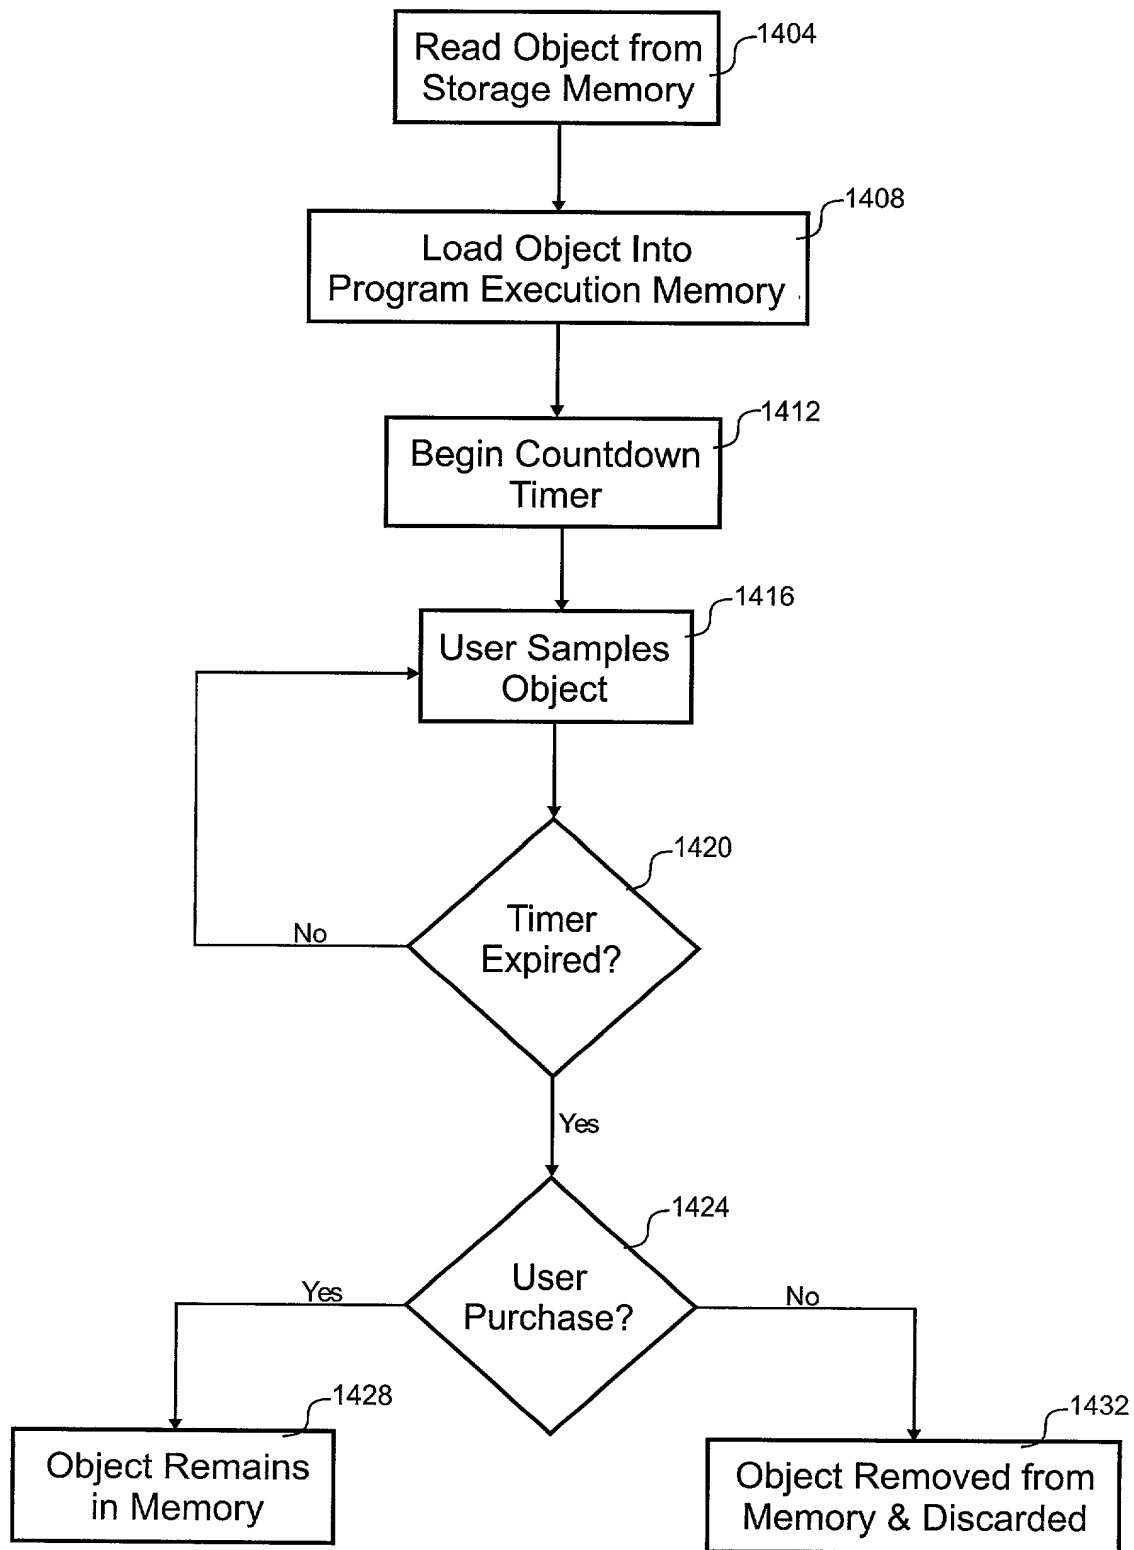 Read Object from
Storage Memory
1404
Load Object Into
Program Execution Memory
1408
Begin Countdown
Timer
1412
User Samples
Object
1416
Timer
Expired?
1420
No
Yes
User
Purchase?
1424
Yes
No
Object Remains
in Memory
1428
Object Removed from
Memory & Discarded
1432